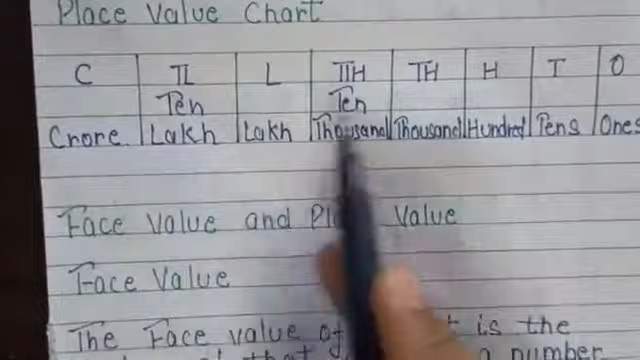 Place Value Chart
C TL L TTH TH H T O
Ten Ten
Crore Lakh Lakh Thousand Thousand Hundred Tens Ones
Face Value and Value
Face Value
The Face value of is the
a number